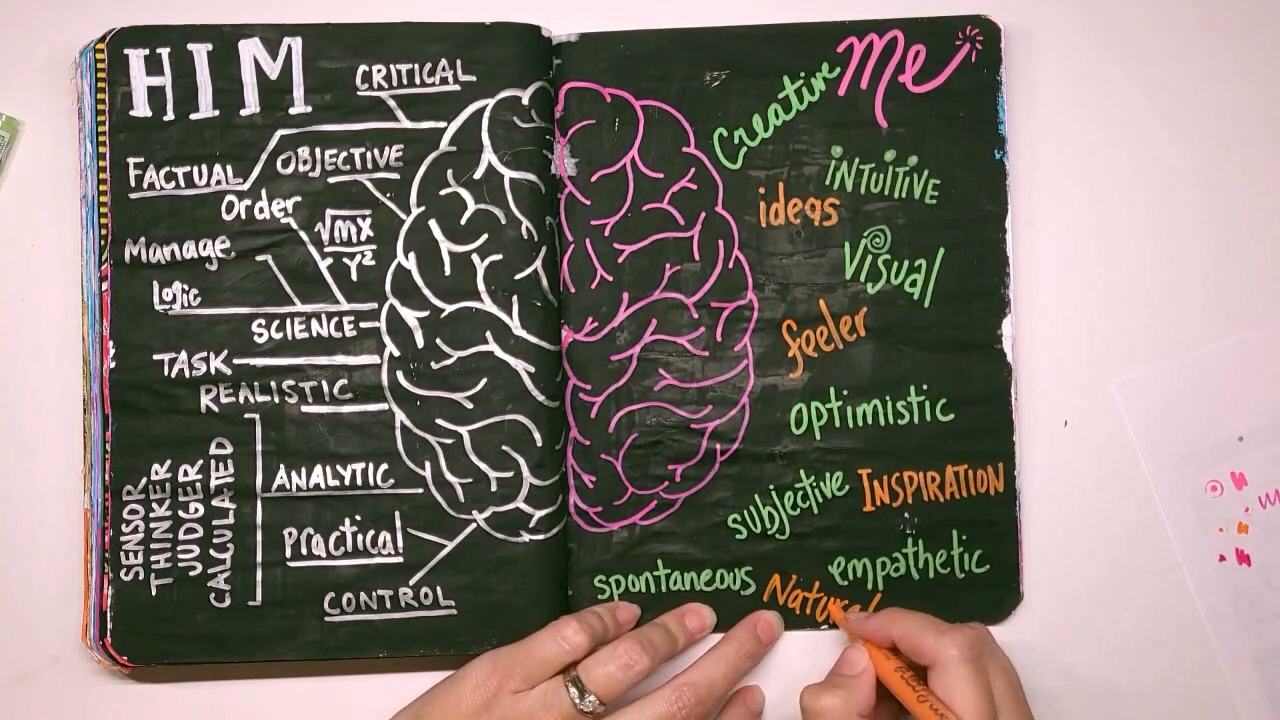 HIM
CRITICAL
FACTUAL
OBJECTIVE
Order
√mx
y²
Manage
Logic
SCIENCE
TASK
REALISTIC
SENSOR
THINKER
JUDGER
CALCULATED
ANALYTIC
Practical
CONTROL
Me
Creative
INTUITIVE
ideas
Visual
feeler
optimistic
subjective
INSPIRATION
empathetic
spontaneous
Natural